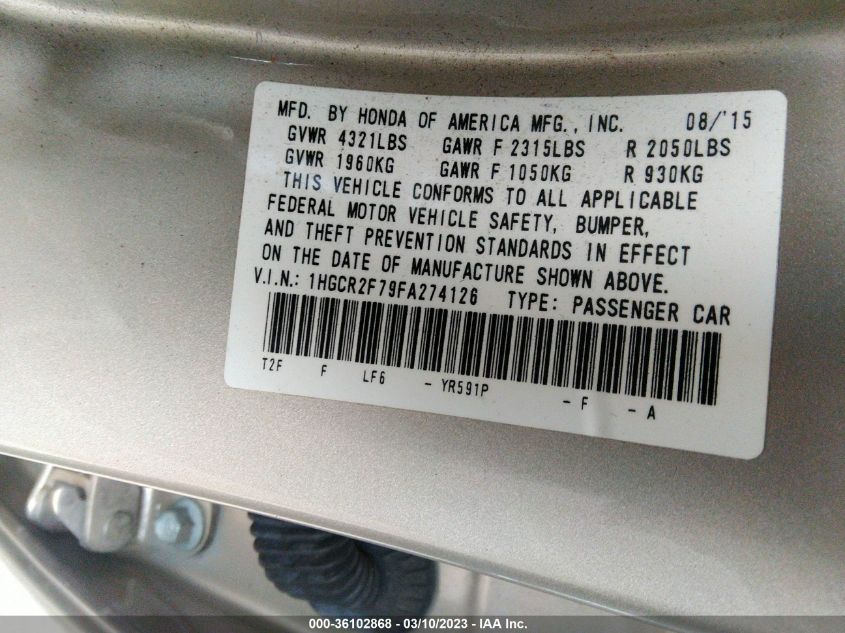 MFD. BY HONDA OF AMERICA MFG., INC. 08/'15
GVWR 4321LBS GAWR F 2315LBS R 2050LBS
GVWR 1960KG GAWR F 1050KG R 930KG
THIS VEHICLE CONFORMS TO ALL APPLICABLE
FEDERAL MOTOR VEHICLE SAFETY, BUMPER,
AND THEFT PREVENTION STANDARDS IN EFFECT
ON THE DATE OF MANUFACTURE SHOWN ABOVE.
V.I.N.: 1HGCR2F79FA274126 TYPE: PASSENGER CAR
T2F F LF6 - YR591P - F - A
000-36102868 - 03/10/2023 - IAA Inc.